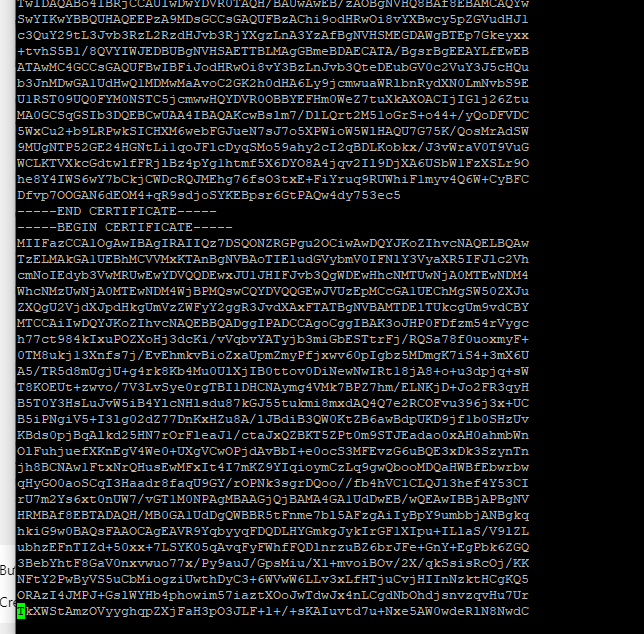 TwIDAQABo4IBRjCCAUIwDwYDVR0TAQH/BAUwAwEB/zAOBgNVHQ8BAf8EBAMCAQYw
SwYIKwYBBQUHAQEEPzA9MDsGCCsGAQUFBzAChi9odHRwOi8vYXBwcy5pZGVudHJ1
c3QuY29tL3Jvb3RzL2RzdHJvb3RjYXgzLnA3YzAfBgNVHSMEGDAWgBTEp7Gkeyxx
+tvhS5B1/8QVYIWJEDBUBgNVHSAETTBLMAgGBmeBDAECATA/BgsrBgEEAYLfEwEB
ATAwMC4GCCsGAQUFBwIBFiJodHRwOi8vY3BzLnJvb3QteDEubGV0c2VuY3J5cHQu
b3JnMDwGA1UdHwQ1MDMwMaAvoC2GK2h0dHA6Ly9jcmwuaWRlbnRydXN0LmNvbS9E
U1RST09UQ0FYM0NSTC5jcmwwHQYDVR0OBBYEFHm0WeZ7tuXkAXOACIjIGlj26Ztu
MA0GCSqGSIb3DQEBCwUAA4IBAQAKcwBslm7/DlLQrt2M51oGrS+o44+/yQoDFVDC
5WxCu2+b9LRPwkSICHXM6webFGJueN7sJ7o5XPWioW5WlHAQU7G75K/QosMrAdSW
9MUgNTP52GE24HGNtLi1qoJFlcDyqSMo59ahy2cI2qBDLKobkx/J3vWraV0T9VuG
WCLKTVXkcGdtwlfFRjlBz4pYg1htmf5X6DYO8A4jqv2Il9DjXA6USbW1FzXSLr9O
he8Y4IWS6wY7bCkjCWDcRQJMEhg76fsO3txE+FiYruq9RUWhiF1myv4Q6W+CyBFC
Dfvp7OOGAN6dEOM4+qR9sdjoSYKEBpsr6GtPAQw4dy753ec5
-----END CERTIFICATE-----
-----BEGIN CERTIFICATE-----
MIIFazCCA1OgAwIBAgIRAIIQz7DSQONZRGPgu2OCiwAwDQYJKoZIhvcNAQELBQAw
TzELMAkGA1UEBhMCVVMxKTAnBgNVBAoTIEludGVybmV0IFNlY3VyaXR5IFJlc2Vh
cmNoIEdyb3VwMRUwEwYDVQQDEwxJU1JHIFJvb3QgWDEwHhcNMTUwNjA0MTEwNDM4
WhcNMzUwNjA0MTEwNDM4WjBPMQswCQYDVQQGEwJVUzEpMCcGA1UEChMgSW50ZXJu
ZXQgU2VjdXJpdHkgUmVzZWFyY2ggR3JvdXAxFTATBgNVBAMTDElTUkcgUm9vdCBY
MTCCAiIwDQYJKoZIhvcNAQEBBQADggIPADCCAgoCggIBAK3oJHP0FDfzm54rVygc
h77ct984kIxuPOZXoHj3dcKi/vVqbvYATyjb3miGbESTtrFj/RQSa78f0uoxmyF+
0TM8ukj13Xnfs7j/EvEhmkvBioZxaUpmZmyPfjxwv60pIgbz5MDmgK7iS4+3mX6U
A5/TR5d8mUgjU+g4rk8Kb4Mu0UlXjIB0ttov0DiNewNwIRt18jA8+o+u3dpjq+sW
T8KOEUt+zwvo/7V3LvSye0rgTBIlDHCNAymg4VMk7BPZ7hm/ELNKjD+Jo2FR3qyH
B5T0Y3HsLuJvW5iB4YlcNHlsdu87kGJ55tukmi8mxdAQ4Q7e2RCOFvu396j3x+UC
B5iPNgiV5+I3lg02dZ77DnKxHZu8A/lJBdiB3QW0KtZB6awBdpUKD9jf1b0SHzUv
KBds0pjBqAlkd25HN7rOrFleaJ1/ctaJxQZBKT5ZPt0m9STJEadao0xAH0ahmbWn
OlFuhjuefXKnEgV4We0+UXgVCwOPjdAvBbI+e0ocS3MFEvzG6uBQE3xDk3SzynTn
jh8BCNAw1FtxNrQHusEwMFxIt4I7mKZ9YIqioymCzLq9gwQbooMDQaHWBfEbwrbw
qHyGO0aoSCqI3Haadr8faqU9GY/rOPNk3sgrDQoo//fb4hVC1CLQJ13hef4Y53CI
rU7m2Ys6xt0nUW7/vGT1M0NPAgMBAAGjQjBAMA4GA1UdDwEB/wQEAwIBBjAPBgNV
HRMBAf8EBTADAQH/MB0GA1UdDgQWBBR5tFnme7bl5AFzgAiIyBpY9umbbjANBgkq
hkiG9w0BAQsFAAOCAgEAVR9YqbyyqFDQDLHYGmkgJykIrGF1XIpu+ILlaS/V9lZL
ubhzEFnTIZd+50xx+7LSYK05qAvqFyFWhfFQDlnrzuBZ6brJFe+GnY+EgPbk6ZGQ
3BebYhtF8GaV0nxvwuo77x/Py9auJ/GpsMiu/X1+mvoiBOv/2X/qkSsisRcOj/KK
NFtY2PwByVS5uCbMiogziUwthDyC3+6WVwW6LLv3xLfHTjuCvjHIInNzktHCgKQ5
ORAzI4JMPJ+GslWYHb4phowim57iaztXOoJwTdwJx4nLCgdNbOhdjsnvzqvHu7Ur
TkXWStAmzOVyyghqpZXjFaH3pO3JLF+l+/+sKAIuvtd7u+Nxe5AW0wdeRlN8NwdC